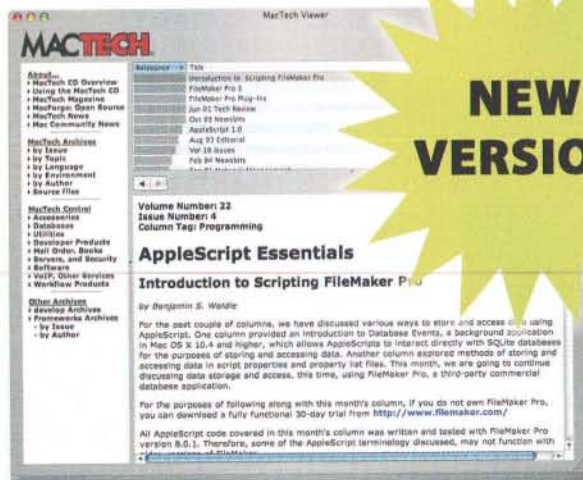 MacTech Viewer
MACTECH
NEW
VERSIO
About...
MacTech CD Overview
Using the MacTech CD
MacTech Magazine
MacForge: Open Source
MacTech News
Mac Community News
MacTech Archives
by Issue
by Topic
by Language
by Environment
by Author
Source Files
MacTech Central
Accessories
Databases
Utilities
Developer Products
Mail Order, Books
Servers, and Security
Software
VoIP, Other Services
Workflow Products
Other Archives
develop Archives
Frameworks Archives
- by Issue
- by Author
Relevance Title
Introduction to Scripting FileMaker Pro
FileMaker Pro 5
FileMaker Pro Plug-Ins
Jun 01 Tech Review
Oct 93 Newsbits
AppleScript 1.0
Aug 93 Editorial
Vol 10 Issues
Feb 94 Newsbits
Volume Number: 22
Issue Number: 4
Column Tag: Programming
AppleScript Essentials
Introduction to Scripting FileMaker Pro
by Benjamin S. Waldie
For the past couple of columns, we have discussed various ways to store and access data using
AppleScript. One column provided an introduction to Database Events, a background application
in Mac OS X 10.4 and higher, which allows AppleScripts to interact directly with SQLite databases
for the purposes of storing and accessing data. Another column explored methods of storing and
accessing data in script properties and property list files. This month, we are going to continue
discussing data storage and access, this time, using FileMaker Pro, a third-party commercial
database application.
For the purposes of following along with this month's column, if you do not own FileMaker Pro,
you can download a fully functional 30-day trial from http://www.filemaker.com/
All AppleScript code covered in this month's column was written and tested with FileMaker Pro
version 8.0.1. Therefore, some of the AppleScript terminology discussed, may not function with
older versions of FileMaker.